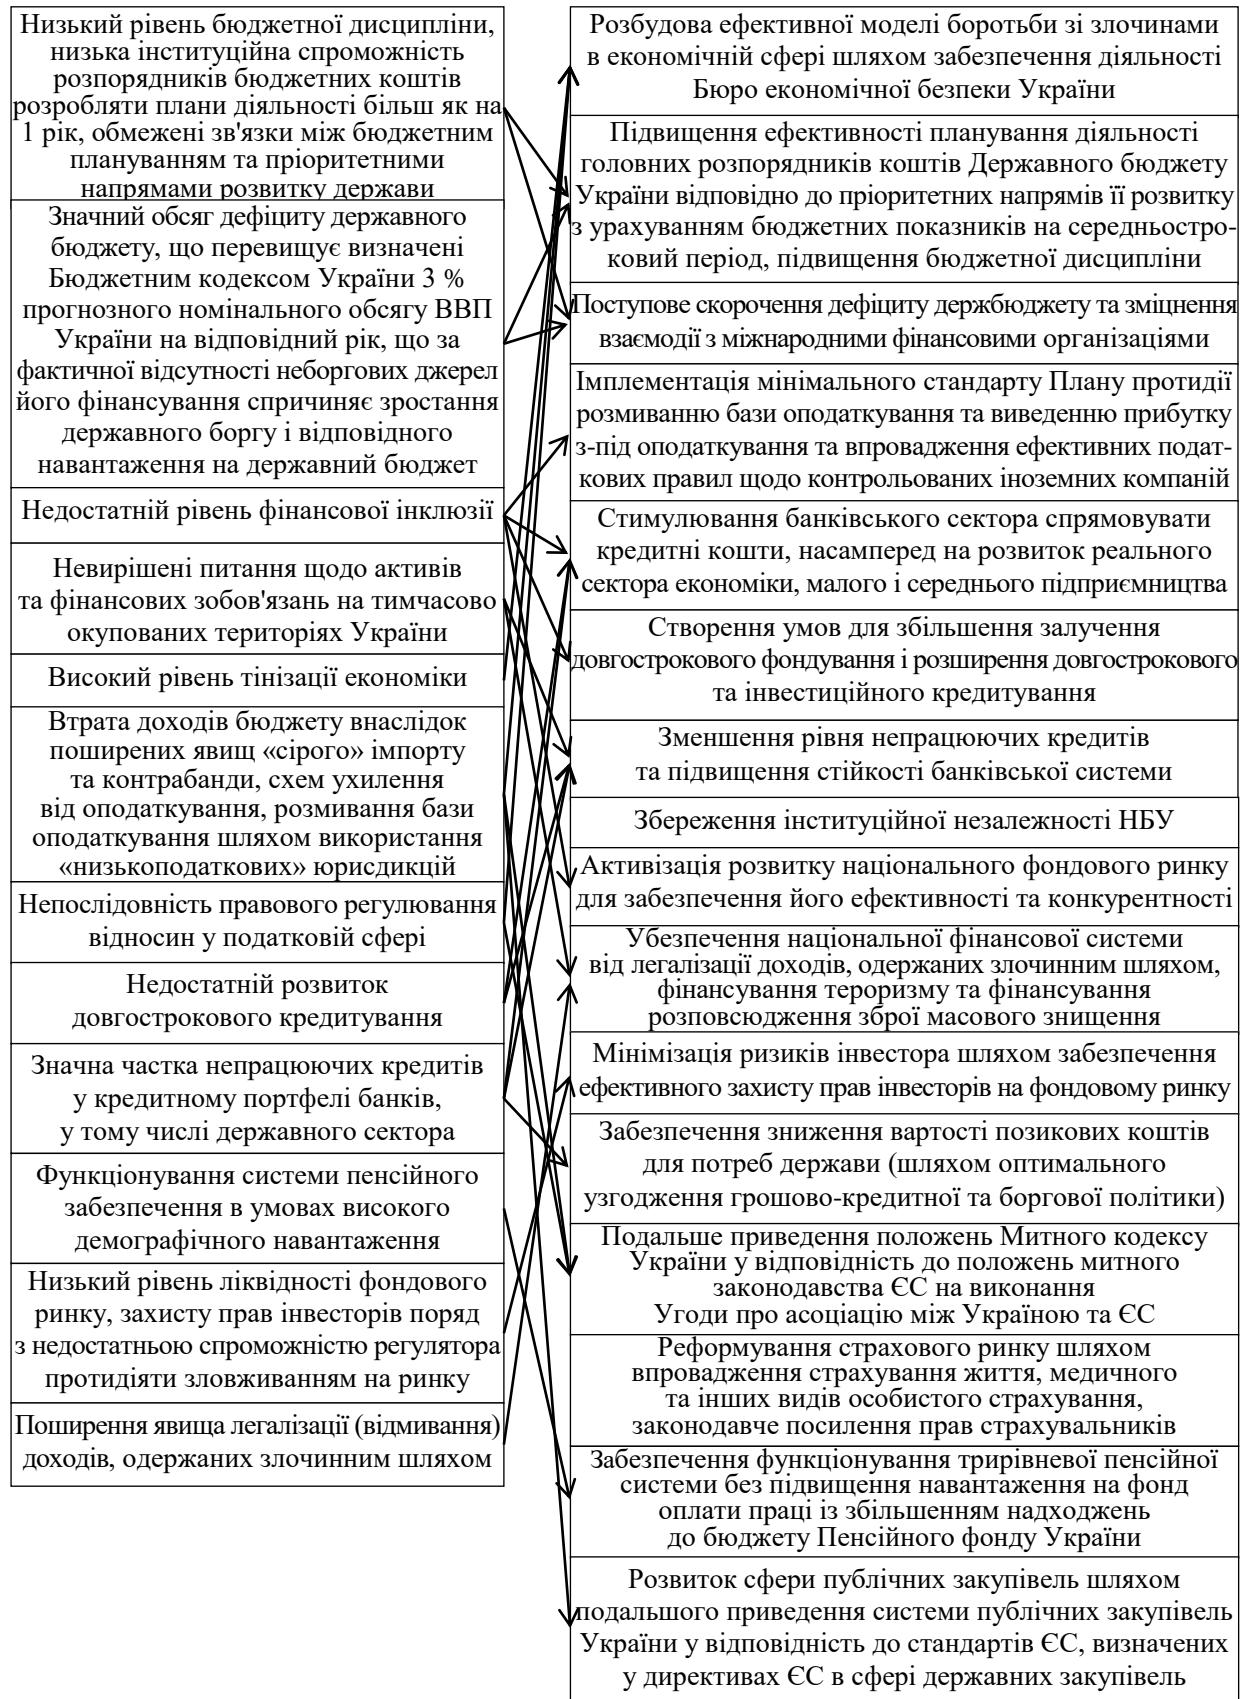 Низький рівень бюджетної дисципліни,
низька інституційна спроможність
розпорядників бюджетних коштів
розробляти плани діяльності більш як на
1 рік, обмежені зв'язки між бюджетним
плануванням та пріоритетними
напрямами розвитку держави
Значний обсяг дефіциту державного
бюджету, що перевищує визначені
Бюджетним кодексом України 3 %
прогнозного номінального обсягу ВВП
України на відповідний рік, що за
фактичної відсутності неборгових джерел
його фінансування спричиняє зростання
державного боргу і відповідного
навантаження на державний бюджет
Недостатній рівень фінансової інклюзії
Невирішені питання щодо активів
та фінансових зобов'язань на тимчасово
окупованих територіях України
Високий рівень тінізації економіки
Втрата доходів бюджету внаслідок
поширених явищ «сірого» імпорту
та контрабанди, схем ухилення
від оподаткування, розмивання бази
оподаткування шляхом використання
«низькоподаткових» юрисдикцій
Непослідовність правового регулювання
відносин у податковій сфері
Недостатній розвиток
довгострокового кредитування
Значна частка непрацюючих кредитів
у кредитному портфелі банків,
у тому числі державного сектора
Функціонування системи пенсійного
забезпечення в умовах високого
демографічного навантаження
Низький рівень ліквідності фондового
ринку, захисту прав інвесторів поряд
з недостатньою спроможністю регулятора
протидіяти зловживанням на ринку
Поширення явища легалізації (відмивання)
доходів, одержаних злочинним шляхом
Розбудова ефективної моделі боротьби зі злочинами
в економічній сфері шляхом забезпечення діяльності
Бюро економічної безпеки України
Підвищення ефективності планування діяльності
головних розпорядників коштів Державного бюджету
України відповідно до пріоритетних напрямів її розвитку
з урахуванням бюджетних показників на середньостро-
ковий період, підвищення бюджетної дисципліни
Поступове скорочення дефіциту держбюджету та зміцнення
взаємодії з міжнародними фінансовими організаціями
Імплементація мінімального стандарту Плану протидії
розмиванню бази оподаткування та виведенню прибутку
з-під оподаткування та впровадження ефективних подат-
кових правил щодо контрольованих іноземних компаній
Стимулювання банківського сектора спрямовувати
кредитні кошти, насамперед на розвиток реального
сектора економіки, малого і середнього підприємництва
Створення умов для збільшення залучення
довгострокового фондування і розширення довгострокового
та інвестиційного кредитування
Зменшення рівня непрацюючих кредитів
та підвищення стійкості банківської системи
Збереження інституційної незалежності НБУ
Активізація розвитку національного фондового ринку
для забезпечення його ефективності та конкурентності
Убезпечення національної фінансової системи
від легалізації доходів, одержаних злочинним шляхом,
фінансування тероризму та фінансування
розповсюдження зброї масового знищення
Мінімізація ризиків інвестора шляхом забезпечення
ефективного захисту прав інвесторів на фондовому ринку
Забезпечення зниження вартості позикових коштів
для потреб держави (шляхом оптимального
узгодження грошово-кредитної та боргової політики)
Подальше приведення положень Митного кодексу
України у відповідність до положень митного
законодавства ЄС на виконання
Угоди про асоціацію між Україною та ЄС
Реформування страхового ринку шляхом
впровадження страхування життя, медичного
та інших видів особистого страхування,
законодавче посилення прав страхувальників
Забезпечення функціонування трирівневої пенсійної
системи без підвищення навантаження на фонд
оплати праці із збільшенням надходжень
до бюджету Пенсійного фонду України
Розвиток сфери публічних закупівель шляхом
подальшого приведення системи публічних закупівель
України у відповідність до стандартів ЄС, визначених
у директивах ЄС в сфері державних закупівель